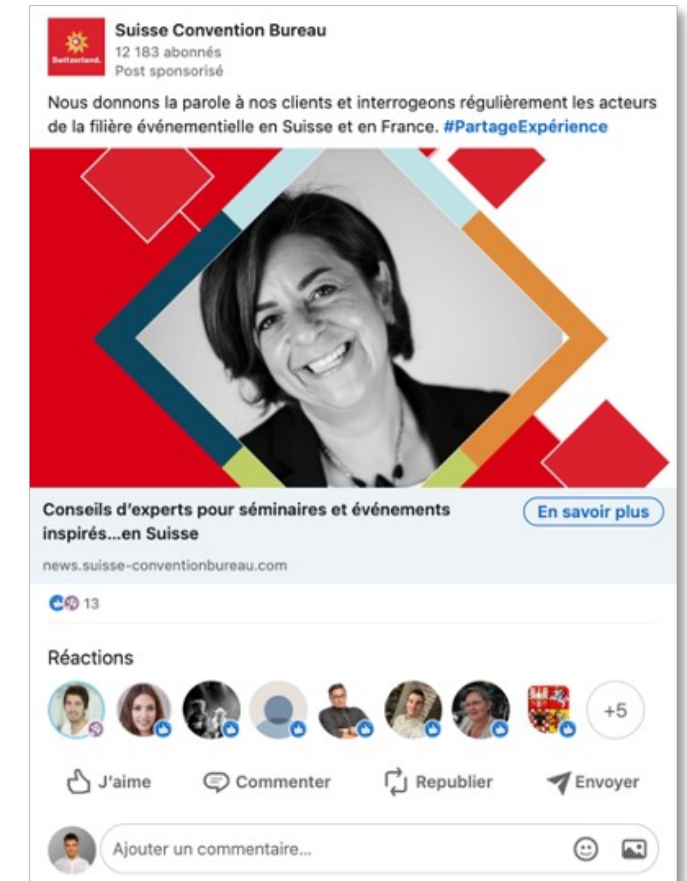 Switzerland.
Suisse Convention Bureau
12 183 abonnés
Post sponsorisé
Nous donnons la parole à nos clients et interrogeons régulièrement les acteurs
de la filière événementielle en Suisse et en France. #PartageExpérience
Conseils d’experts pour séminaires et événements
inspirés...en Suisse
En savoir plus
news.suisse-conventionbureau.com
13
Réactions
+5
J'aime
Commenter
Republier
Envoyer
Ajouter un commentaire...